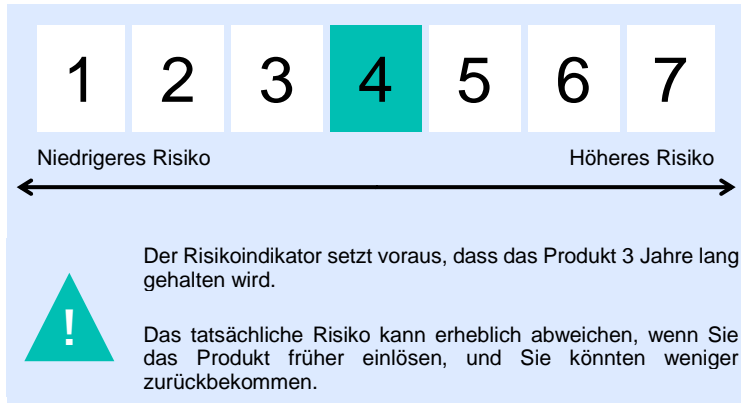 1 2 3 4 5 6 7
Niedrigeres Risiko Höheres Risiko
Der Risikoindikator setzt voraus, dass das Produkt 3 Jahre lang
gehalten wird.
!
Das tatsächliche Risiko kann erheblich abweichen, wenn Sie
das Produkt früher einlösen, und Sie könnten weniger
zurückbekommen.